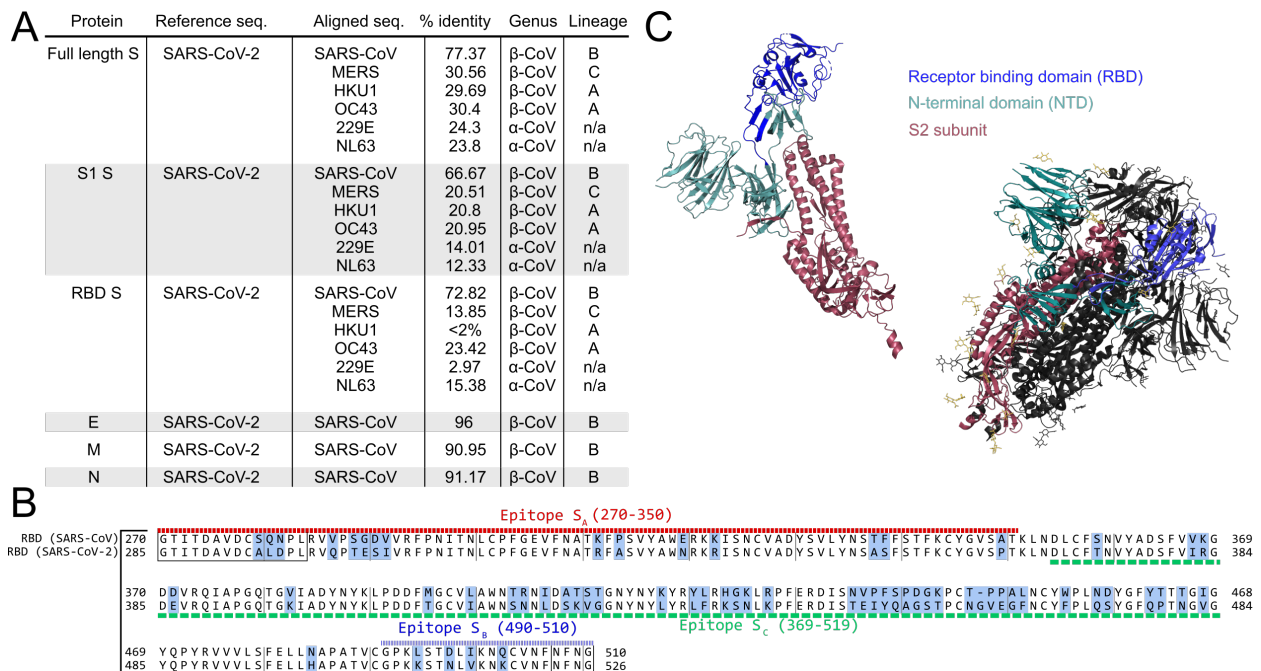 A
Protein Reference seq. Aligned seq. % identity Genus Lineage
Full length S SARS-CoV-2 SARS-CoV 77.37 β-CoV B
MERS 30.56 β-CoV C
HKU1 29.69 β-CoV A
OC43 30.4 β-CoV A
229E 24.3 α-CoV n/a
NL63 23.8 α-CoV n/a
S1 S SARS-CoV-2 SARS-CoV 66.67 β-CoV B
MERS 20.51 β-CoV C
HKU1 20.8 β-CoV A
OC43 20.95 β-CoV A
229E 14.01 α-CoV n/a
NL63 12.33 α-CoV n/a
RBD S SARS-CoV-2 SARS-CoV 72.82 β-CoV B
MERS 13.85 β-CoV C
HKU1 <2% β-CoV A
OC43 23.42 β-CoV A
229E 2.97 α-CoV n/a
NL63 15.38 α-CoV n/a
E SARS-CoV-2 SARS-CoV 96 β-CoV B
M SARS-CoV-2 SARS-CoV 90.95 β-CoV B
N SARS-CoV-2 SARS-CoV 91.17 β-CoV B
C
Receptor binding domain (RBD)
N-terminal domain (NTD)
S2 subunit
B
Epitope SA (270-350)
RBD (SARS-CoV) 270 GTITDAVDCSQNPLRVVPSGDVVRFPNITNLCPFGEVFNATKFPSVYAWERKKISNCVADYSVLYNSTFFSTFKCYGVSATKLNDLCFSNVYADSFVVKG 369
RBD (SARS-CoV-2) 285 GTITDAVDCALDPLRVQPTESIVRFPNITNLCPFGEVFNATRFASVYAWNRKRISNCVADYSVLYNSASFSTFKCYGVSPTKLNDLCFTNVYADSFVIRG 384
370 DDVRQIAPGQTGVIADYNYKLPDDFMGCVLAWNTRNIDATSTGNYNYKYRYLRHGKLRPFERDISNVPFSPDGKPCT-PPALNCYWPLNDYGFYTTTGIG 468
385 DEVRQIAPGQTGKIADYNYKLPDDFTGCVIAWNSNNLDSKVGGNYNYLYRLFRKSNLKPFERDISTEIYQAGSTPCNGVEGFNCYFPLQSYGFQPTNGVG 484
Epitope SB (490-510) Epitope SC (369-519)
469 YQPYRVVVLSFELLNAPATVCGPKLSTDLIKNQCVNFNFNG 510
485 YQPYRVVVLSFELLHAPATVCGPKKSTNLVKNKCVNFNFNG 526